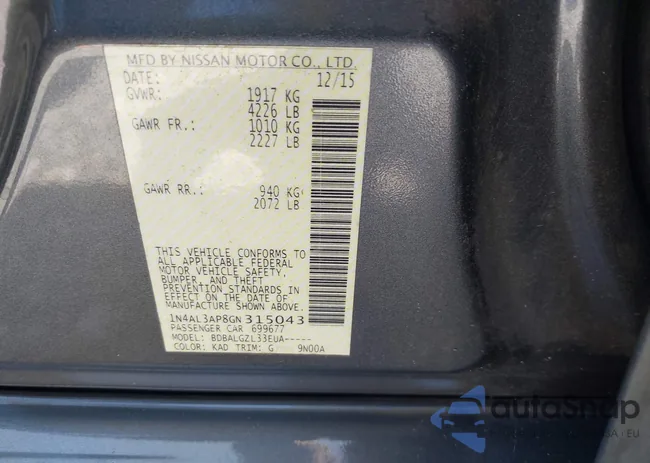 MFD BY NISSAN MOTOR CO., LTD.
DATE: 12/15
GVWR: 1917 KG
4226 LB
GAWR FR.: 1010 KG
2227 LB
GAWR RR.: 940 KG
2072 LB
THIS VEHICLE CONFORMS TO
ALL APPLICABLE FEDERAL
MOTOR VEHICLE SAFETY,
BUMPER, AND THEFT
PREVENTION STANDARDS IN
EFFECT ON THE DATE OF
MANUFACTURE SHOWN ABOVE.
1N4AL3AP8GN315043
PASSENGER CAR 699677
MODEL: BDBALGZL33EUA-----
COLOR: KAD TRIM: G 9N00A
autoSnap
EU